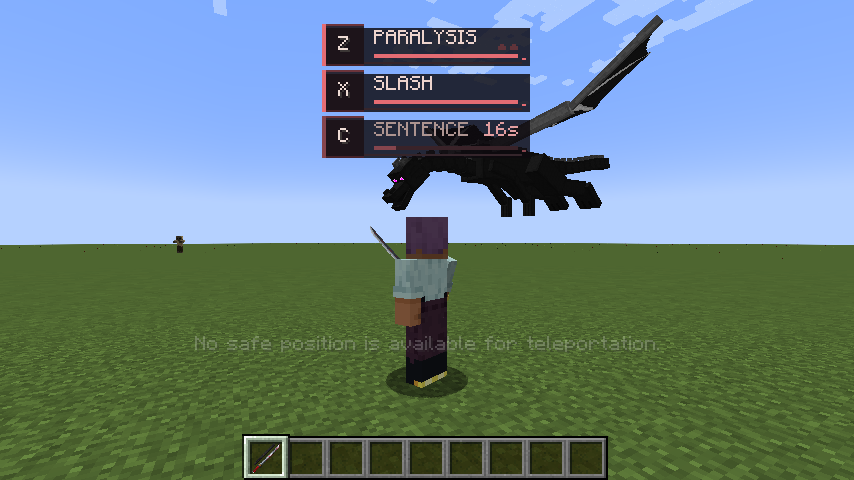 Z PARALYSIS
X SLASH
C SENTENCE 16s
No safe position is available for teleportation.